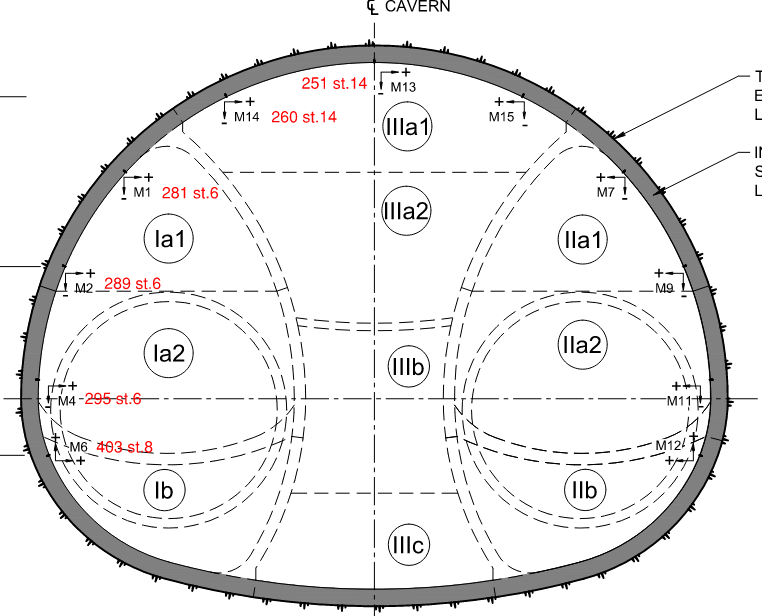 ℄ CAVERN
251 st.14
M13
M14
260 st.14
M15
IIIa1
T
E
L
IN
S
L
M1
281 st.6
M7
IIIa2
Ia1
IIa1
M2
289 st.6
M9
Ia2
IIIb
IIa2
M4
295 st.6
M11
M6
403 st.8
M12
Ib
IIb
IIIc